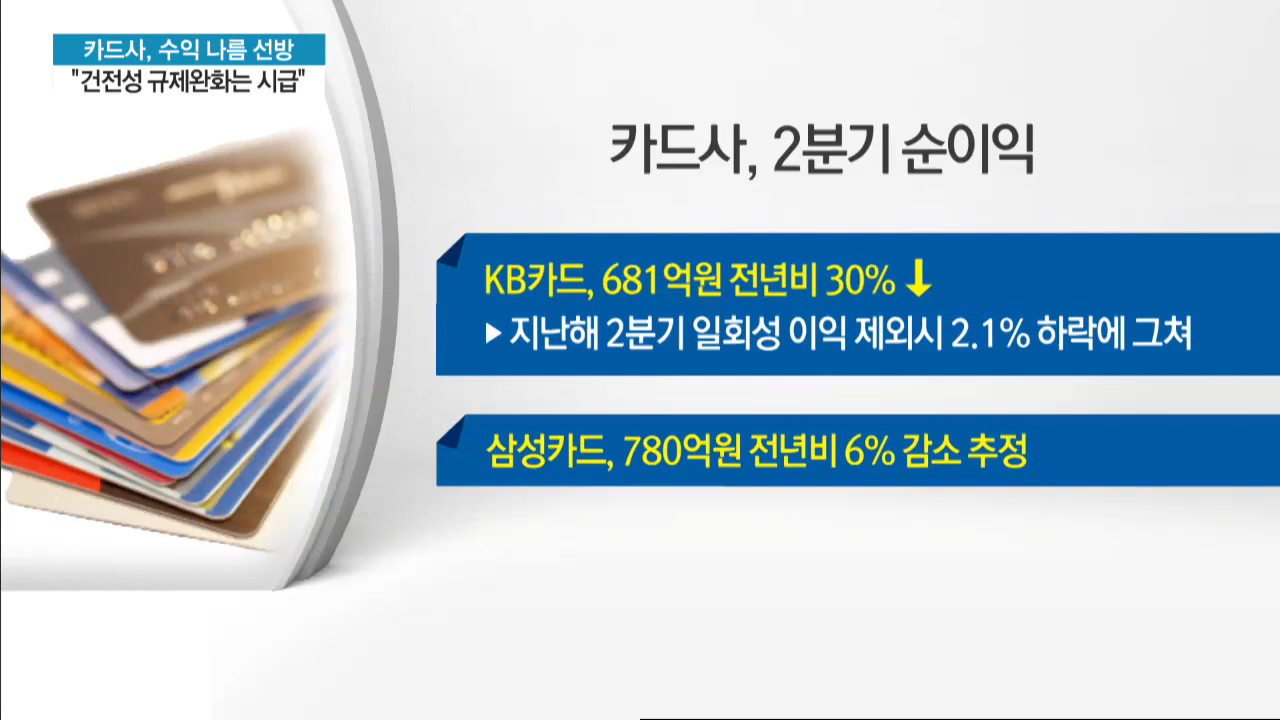 카드사, 수익 나름 선방
"건전성 규제완화는 시급"
카드사, 2분기 순이익
KB카드, 681억원 전년비 30% ⬇
▶ 지난해 2분기 일회성 이익 제외시 2.1% 하락에 그쳐
삼성카드, 780억원 전년비 6% 감소 추정